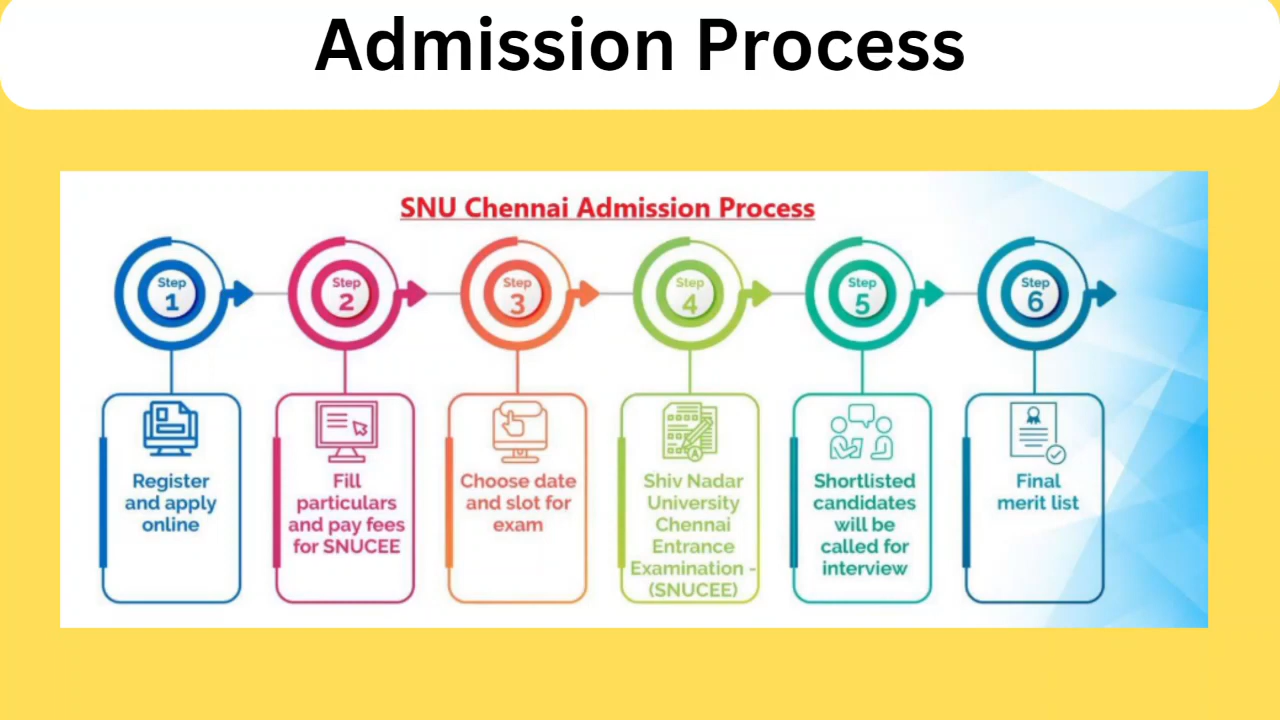 Admission Process
SNU Chennai Admission Process
Step
1
Step
2
Step
3
Step
4
Step
5
Step
6
Register
and apply
online
Fill
particulars
and pay fees
for SNUCEE
Choose date
and slot for
exam
Shiv Nadar
University
Chennai
Entrance
Examination -
(SNUCEE)
Shortlisted
candidates
will be
called for
interview
Final
merit list